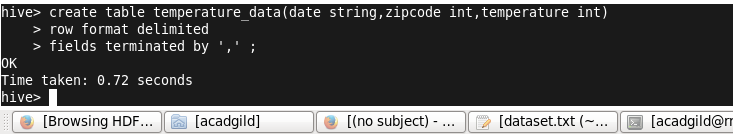 hive> create table temperature_data(date string,zipcode int,temperature int)
    > row format delimited
    > fields terminated by ',' ;
OK
Time taken: 0.72 seconds
hive>
[Browsing HDF... [acadgild] [(no subject) - ... [dataset.txt (~... [acadgild@